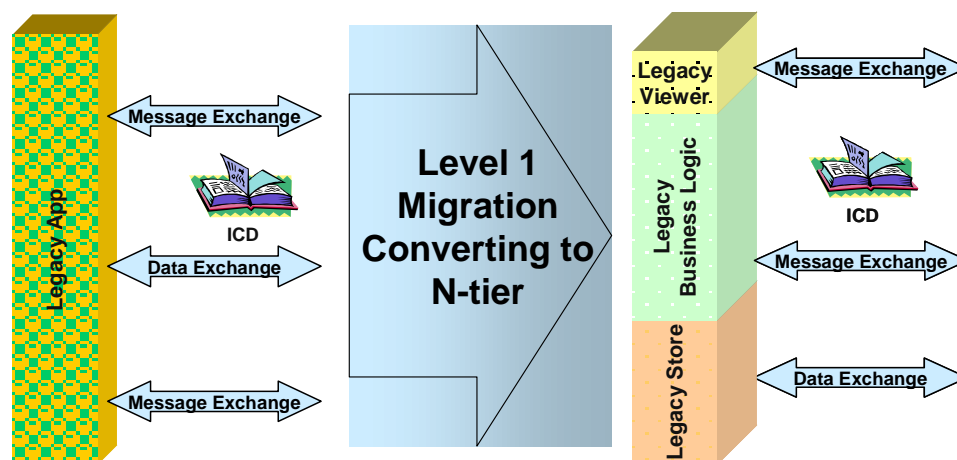 Legacy App
Message Exchange
ICD
Data Exchange
Message Exchange
Level 1
Migration
Converting to
N-tier
Legacy
Viewer
Legacy
Business Logic
Legacy Store
Message Exchange
ICD
Message Exchange
Data Exchange